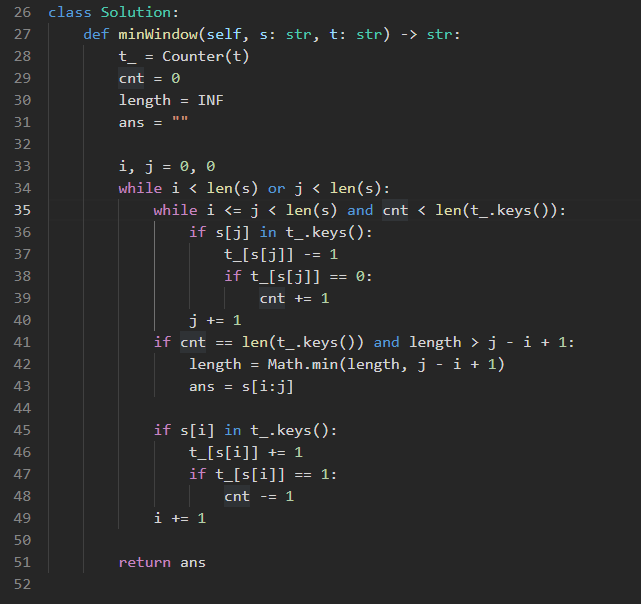 26 class Solution:
27     def minWindow(self, s: str, t: str) -> str:
28         t_ = Counter(t)
29         cnt = 0
30         length = INF
31         ans = ""
32
33         i, j = 0, 0
34         while i < len(s) or j < len(s):
35             while i <= j < len(s) and cnt < len(t_.keys()):
36                 if s[j] in t_.keys():
37                     t_[s[j]] -= 1
38                     if t_[s[j]] == 0:
39                         cnt += 1
40                 j += 1
41             if cnt == len(t_.keys()) and length > j - i + 1:
42                 length = Math.min(length, j - i + 1)
43                 ans = s[i:j]
44
45             if s[i] in t_.keys():
46                 t_[s[i]] += 1
47                 if t_[s[i]] == 1:
48                     cnt -= 1
49             i += 1
50
51         return ans
52